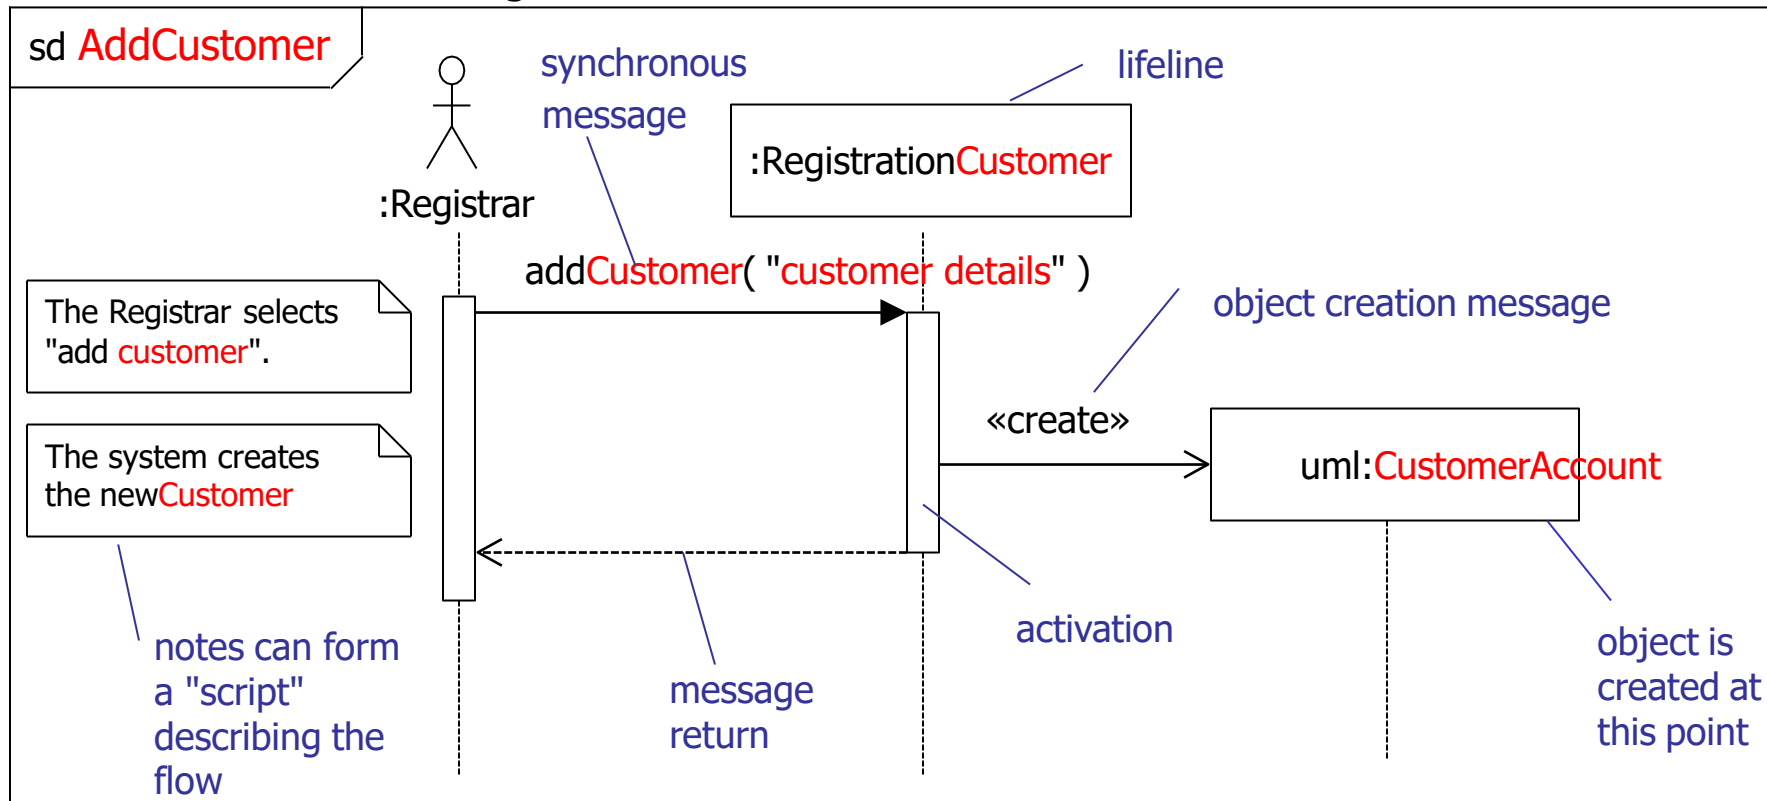 sd AddCustomer
synchronous
message
lifeline
:RegistrationCustomer
:Registrar
addCustomer( "customer details" )
The Registrar selects
"add customer".
object creation message
«create»
The system creates
the newCustomer
uml:CustomerAccount
activation
notes can form
a "script"
describing the
flow
message
return
object is
created at
this point